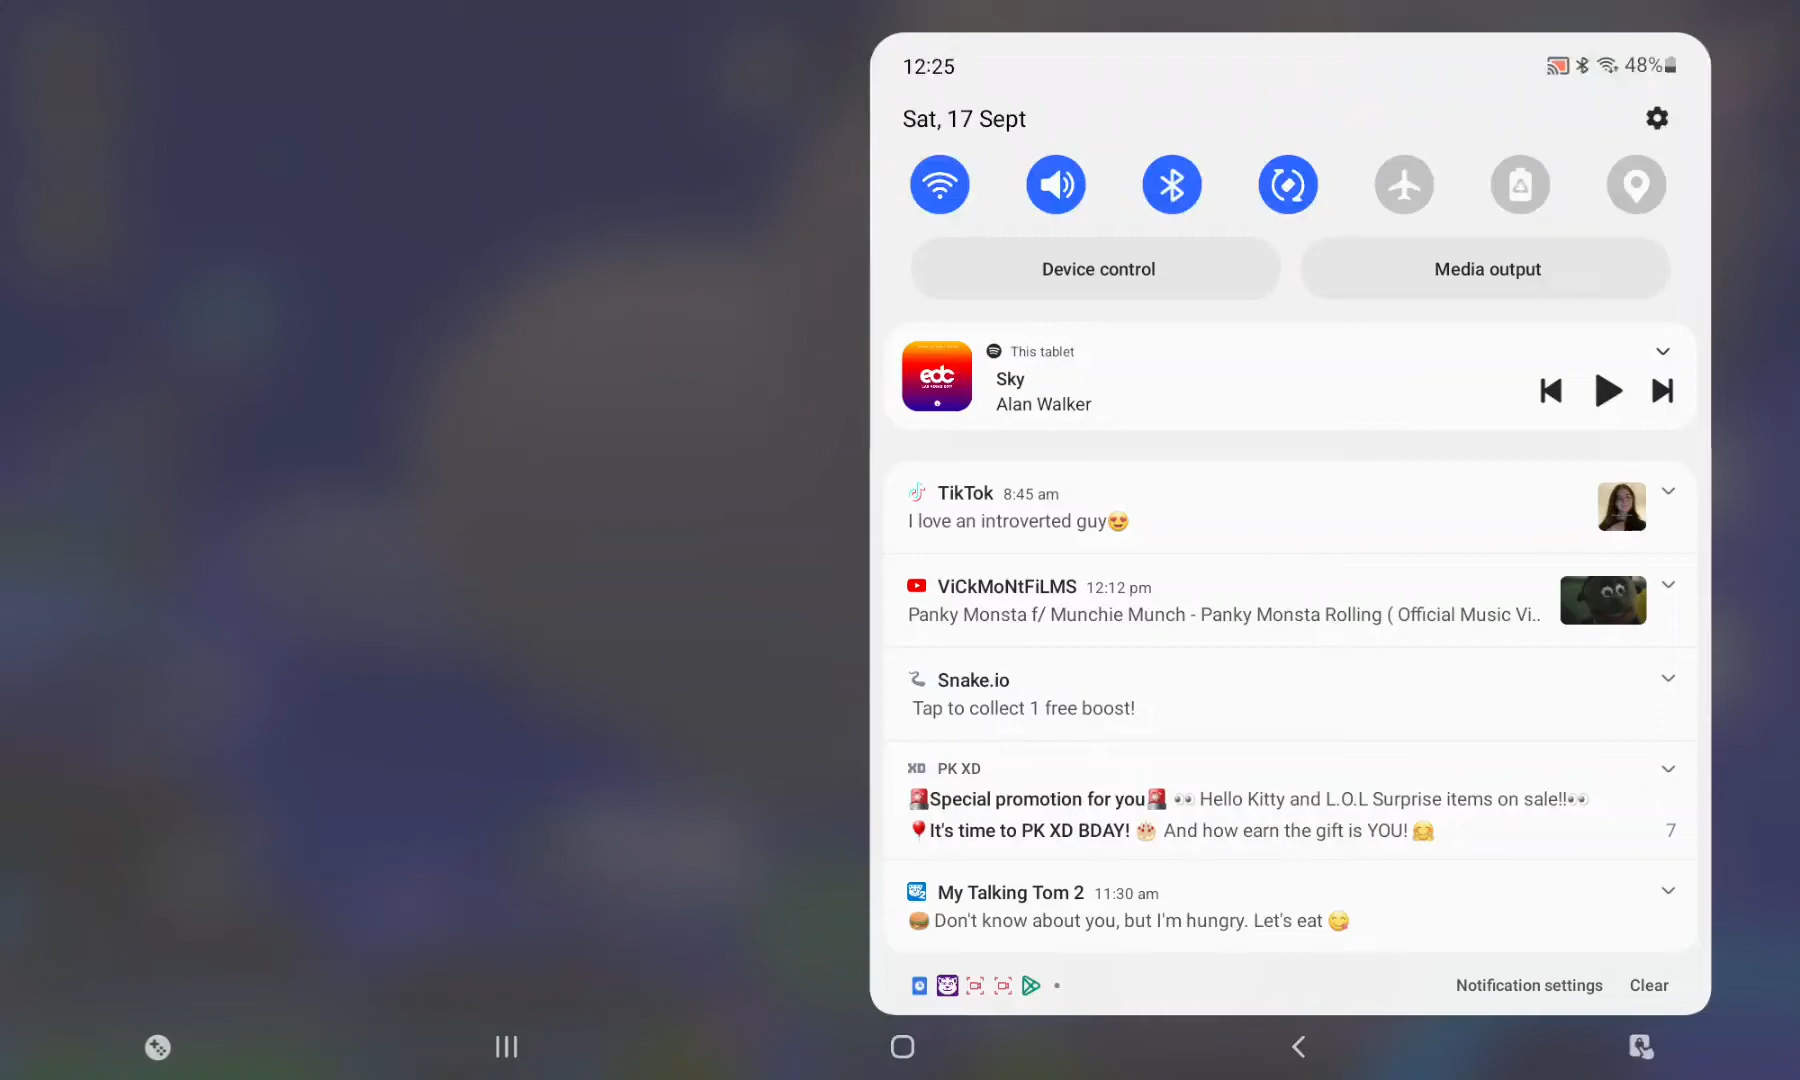 12:25
48%
Sat, 17 Sept
Device control
Media output
edc
This tablet
Sky
Alan Walker
TikTok 8:45 am
I love an introverted guy😍
ViCkMoNtFiLMS 12:12 pm
Panky Monsta f/ Munchie Munch - Panky Monsta Rolling ( Official Music Vi..
Snake.io
Tap to collect 1 free boost!
XD PK XD
🚨Special promotion for you🚨 👀 Hello Kitty and L.O.L Surprise items on sale!!👀
🎈It's time to PK XD BDAY! 🎂 And how earn the gift is YOU! 🤗 7
My Talking Tom 2 11:30 am
🍔 Don't know about you, but I'm hungry. Let's eat 😋
Notification settings
Clear